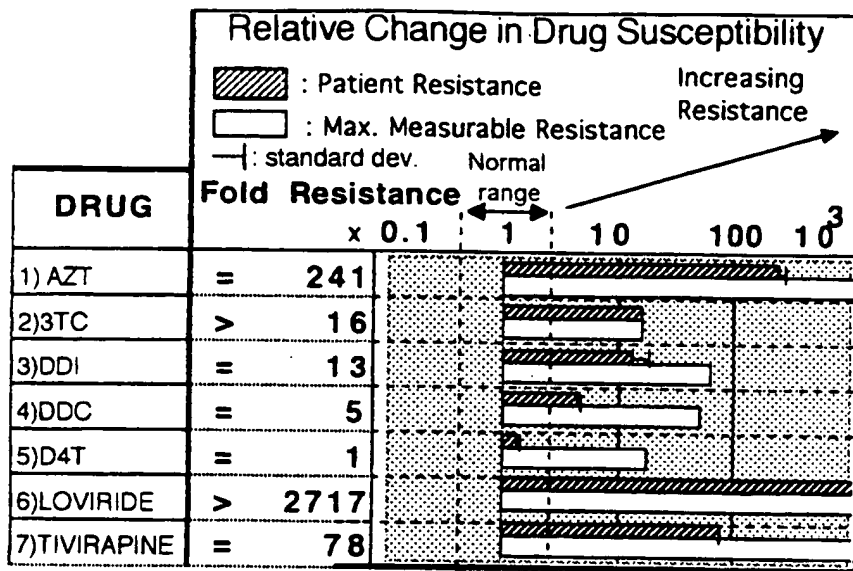 Relative Change in Drug Susceptibility
: Patient Resistance
Increasing
Resistance
: Max. Measurable Resistance
: standard dev.
Normal
range
DRUG
Fold Resistance
x 0.1 1 10 100 10³
1) AZT = 241
2)3TC > 16
3)DDI = 13
4)DDC = 5
5)D4T = 1
6)LOVIRIDE > 2717
7)TIVIRAPINE = 78